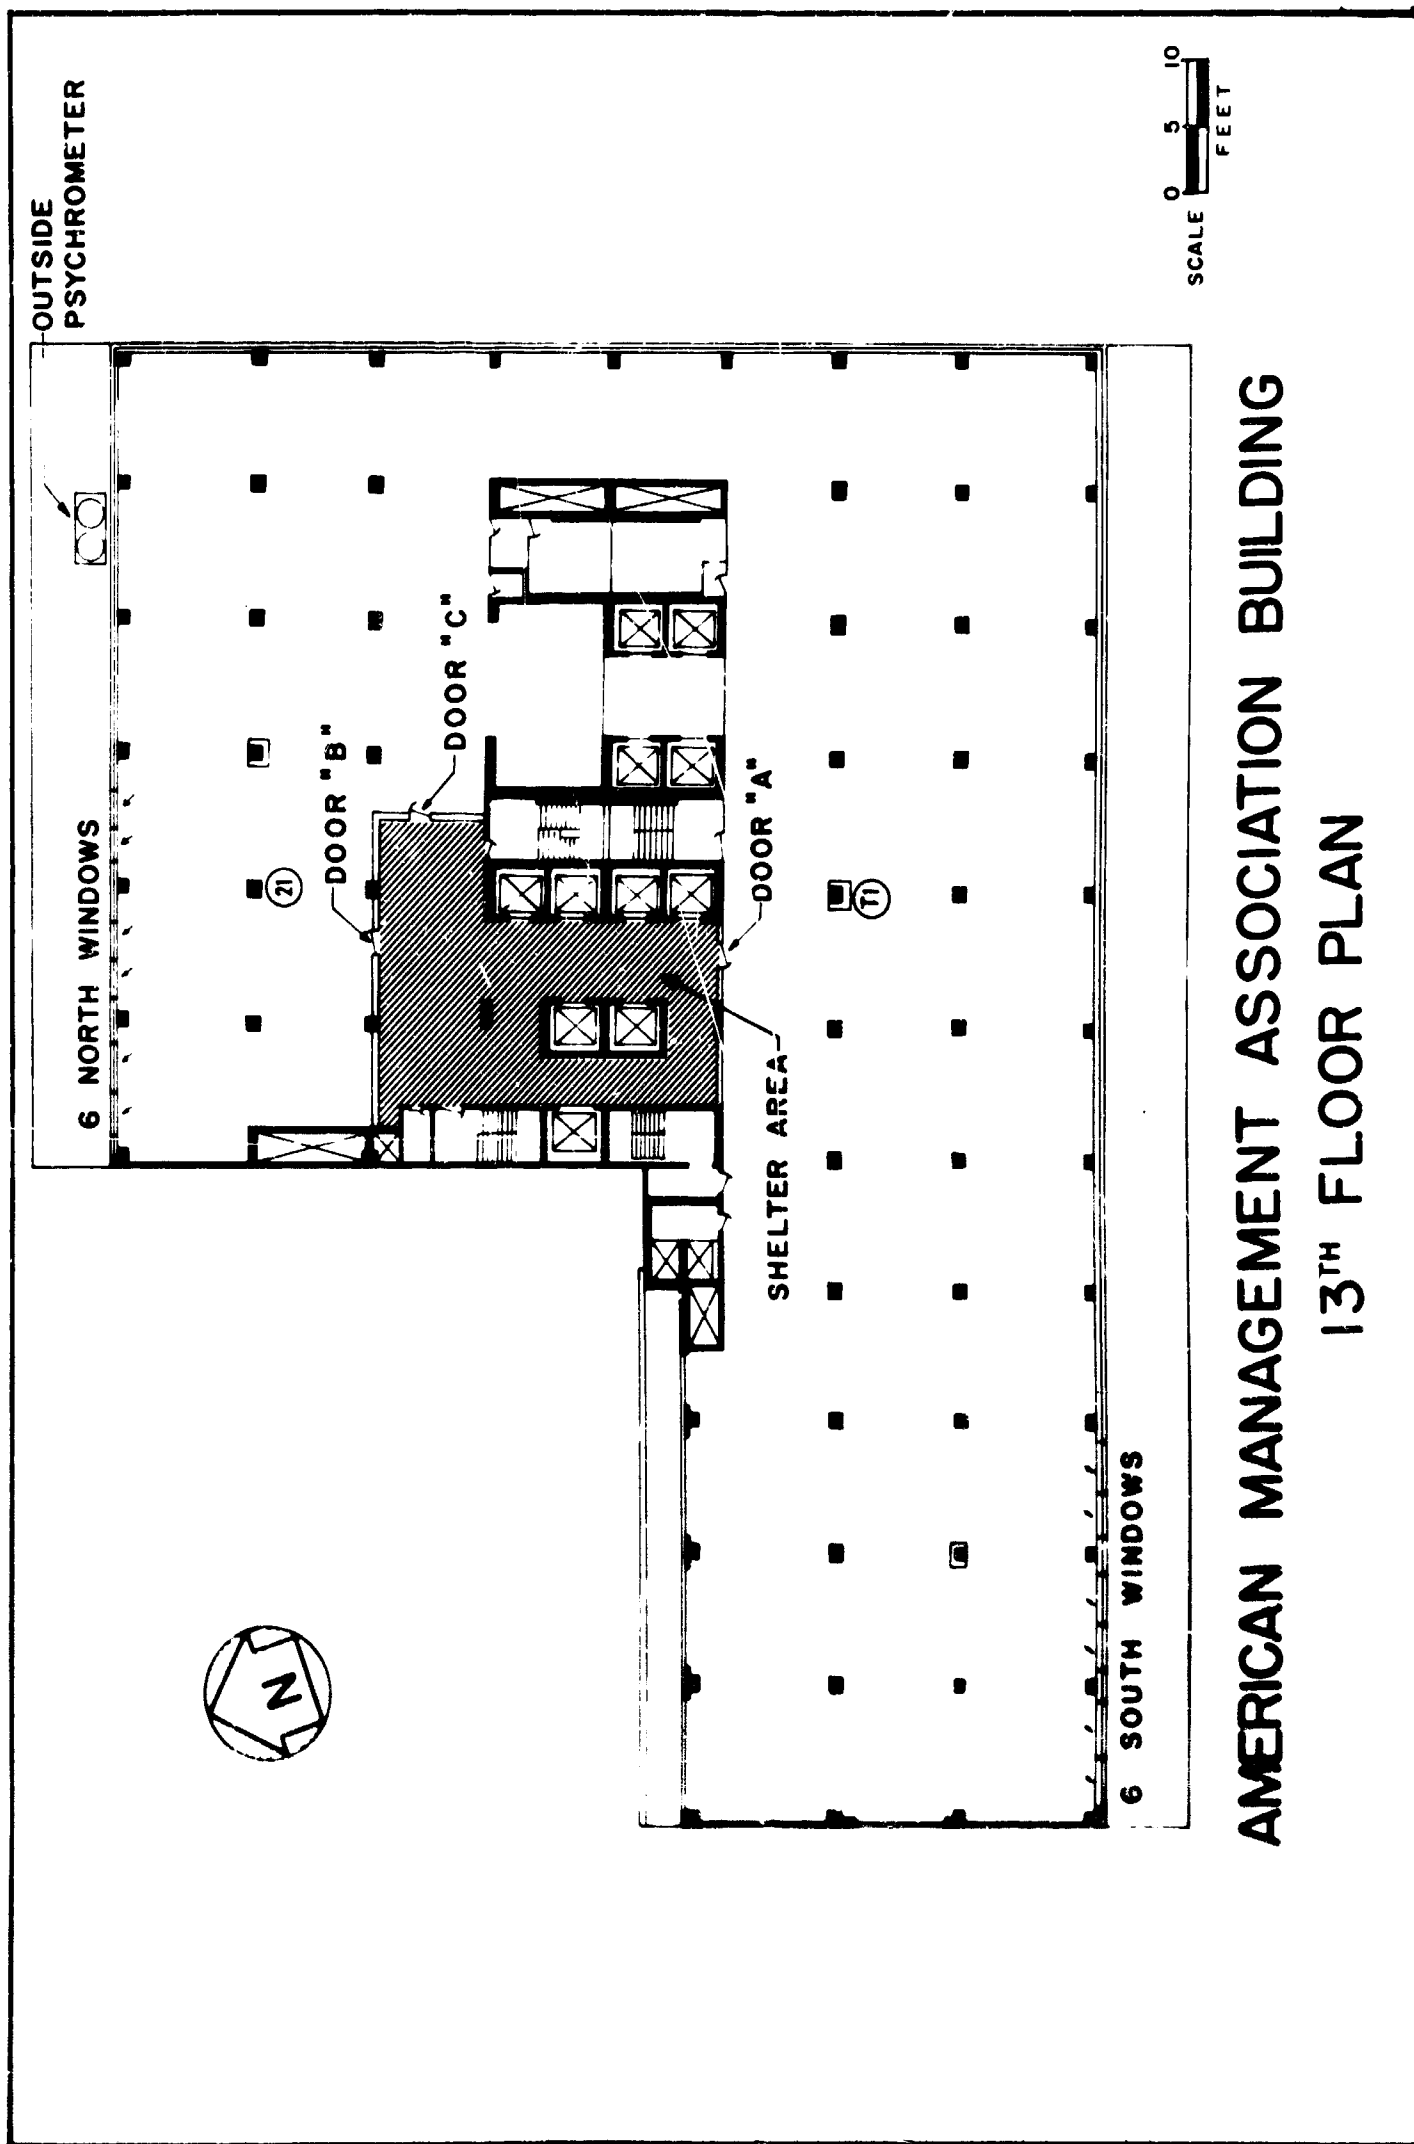 OUTSIDE
PSYCHROMETER
6 NORTH WINDOWS
21
DOOR "B"
DOOR "C"
DOOR "A"
T1
SHELTER AREA
N
6 SOUTH WINDOWS
SCALE 0 5 10
FEET
AMERICAN MANAGEMENT ASSOCIATION BUILDING
13TH FLOOR PLAN